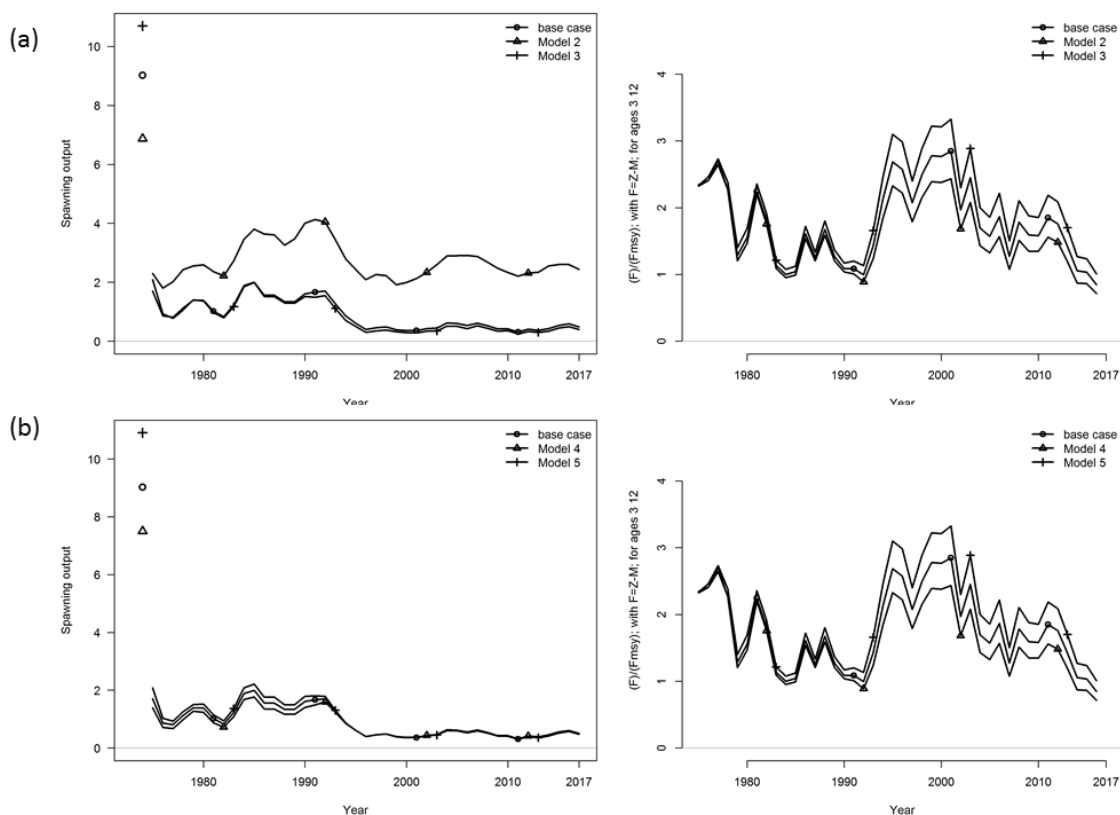 (a)
base case
Model 2
Model 3
Spawning output
10
8
6
4
2
0
1980
1990
2000
2010
2017
Year
base case
Model 2
Model 3
(F)/(Fmsy); with F=Z-M; for ages 3 12
4
3
2
1
0
1980
1990
2000
2010
2017
Year
(b)
base case
Model 4
Model 5
Spawning output
10
8
6
4
2
0
1980
1990
2000
2010
2017
Year
base case
Model 4
Model 5
(F)/(Fmsy); with F=Z-M; for ages 3 12
4
3
2
1
0
1980
1990
2000
2010
2017
Year